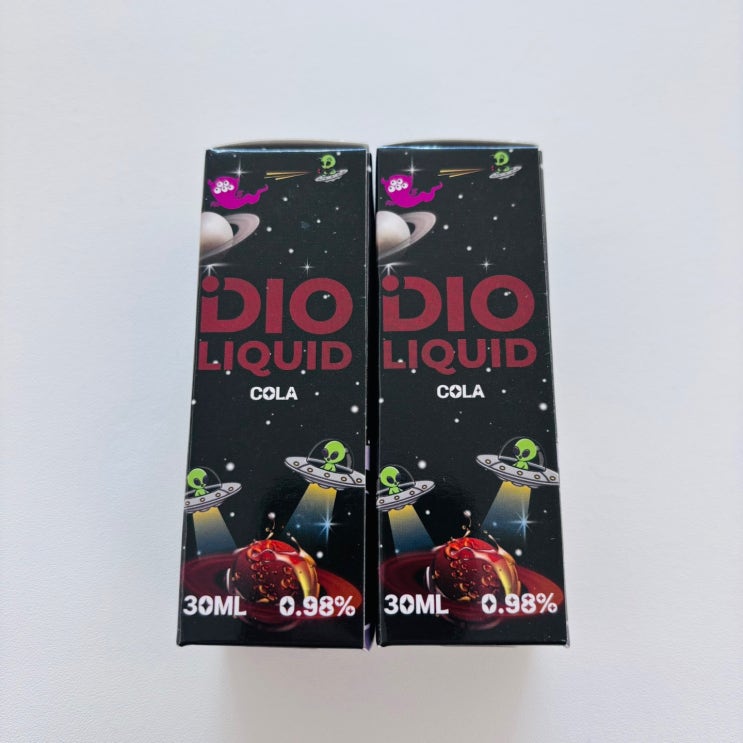 DIO
LIQUID
COLA
30ML 0.98%
DIO
LIQUID
COLA
30ML 0.98%